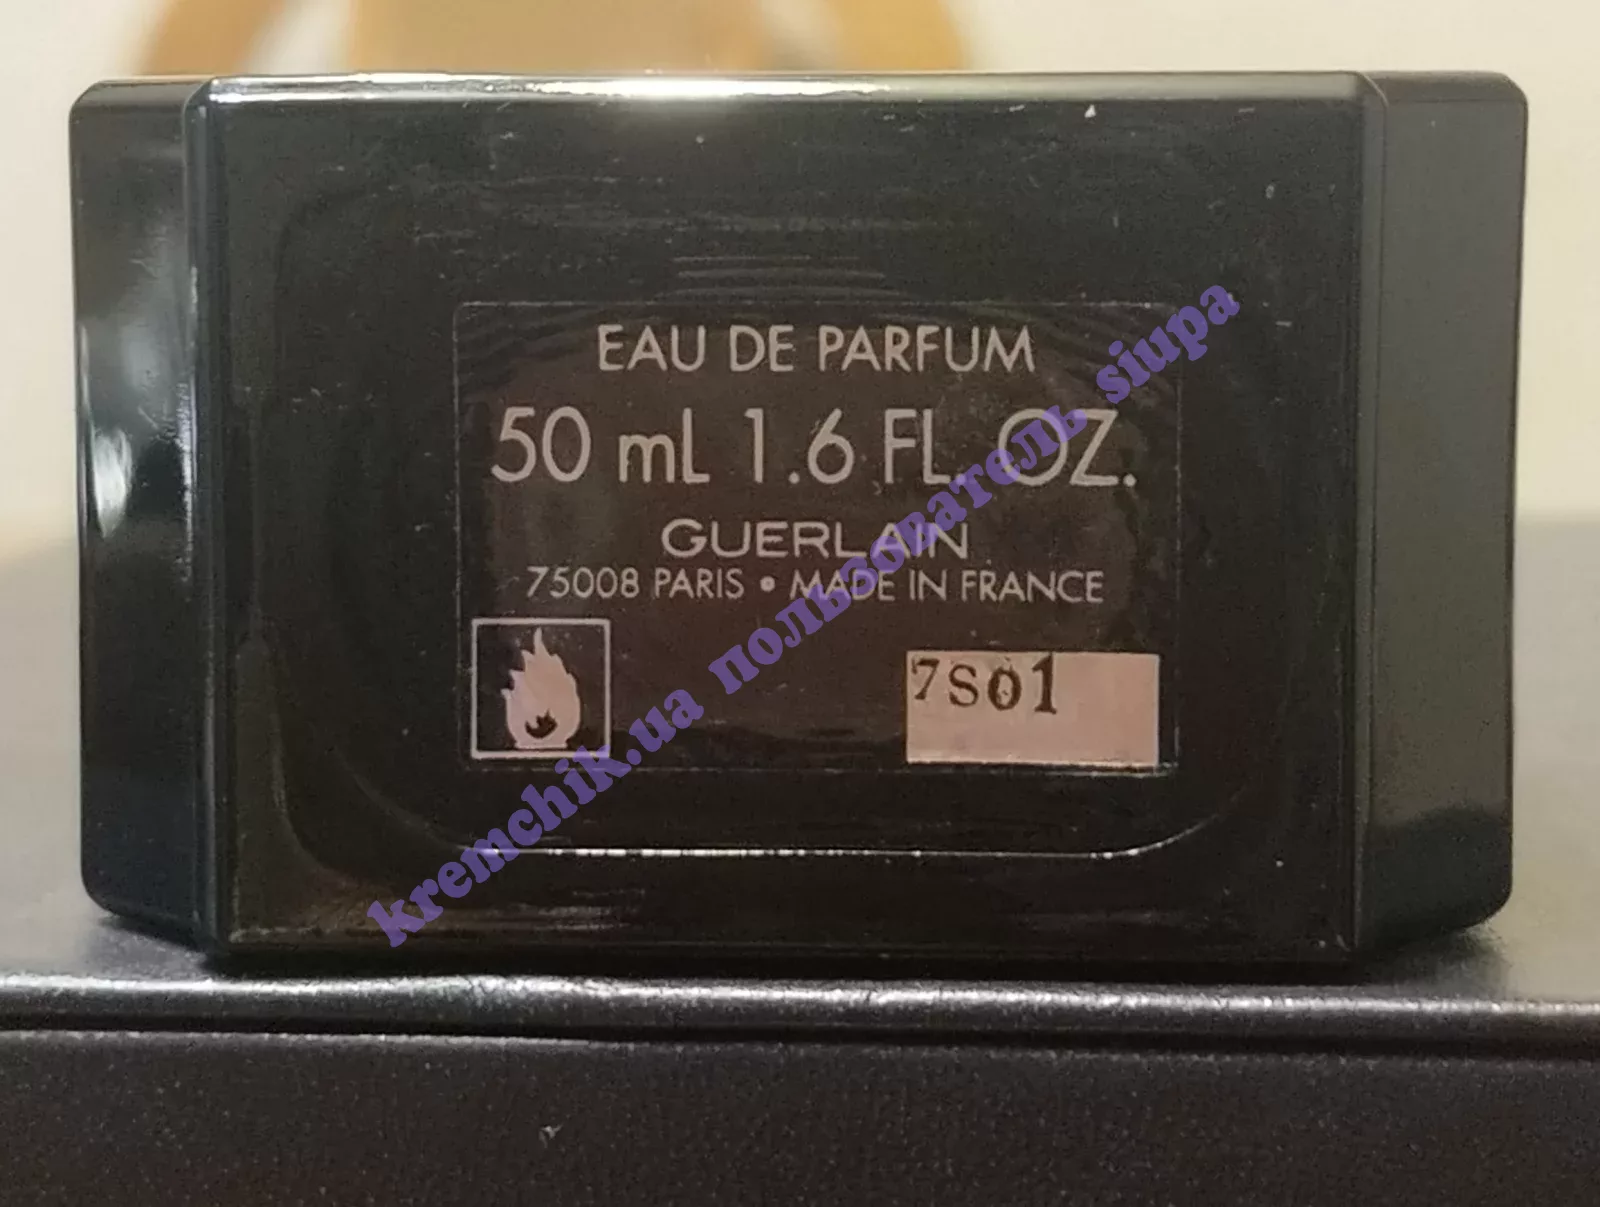 EAU DE PARFUM
50 mL 1.6 FL. OZ.
GUERLAIN
75008 PARIS • MADE IN FRANCE
7S01
kremchik.ua пользователь siupa